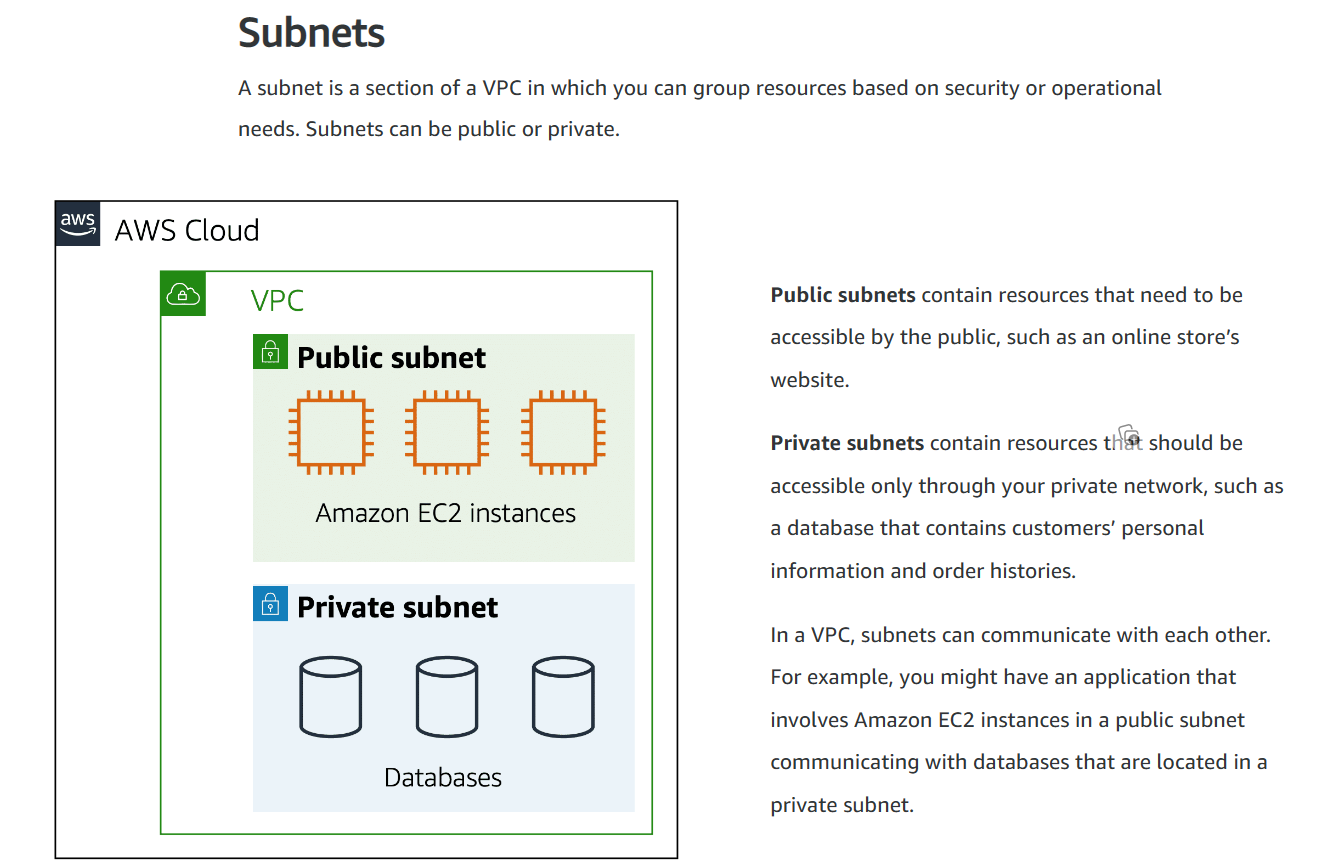 Subnets
A subnet is a section of a VPC in which you can group resources based on security or operational
needs. Subnets can be public or private.
aws
AWS Cloud
VPC
Public subnet
Amazon EC2 instances
Private subnet
Databases
Public subnets contain resources that need to be
accessible by the public, such as an online store’s
website.
Private subnets contain resources that should be
accessible only through your private network, such as
a database that contains customers’ personal
information and order histories.
In a VPC, subnets can communicate with each other.
For example, you might have an application that
involves Amazon EC2 instances in a public subnet
communicating with databases that are located in a
private subnet.